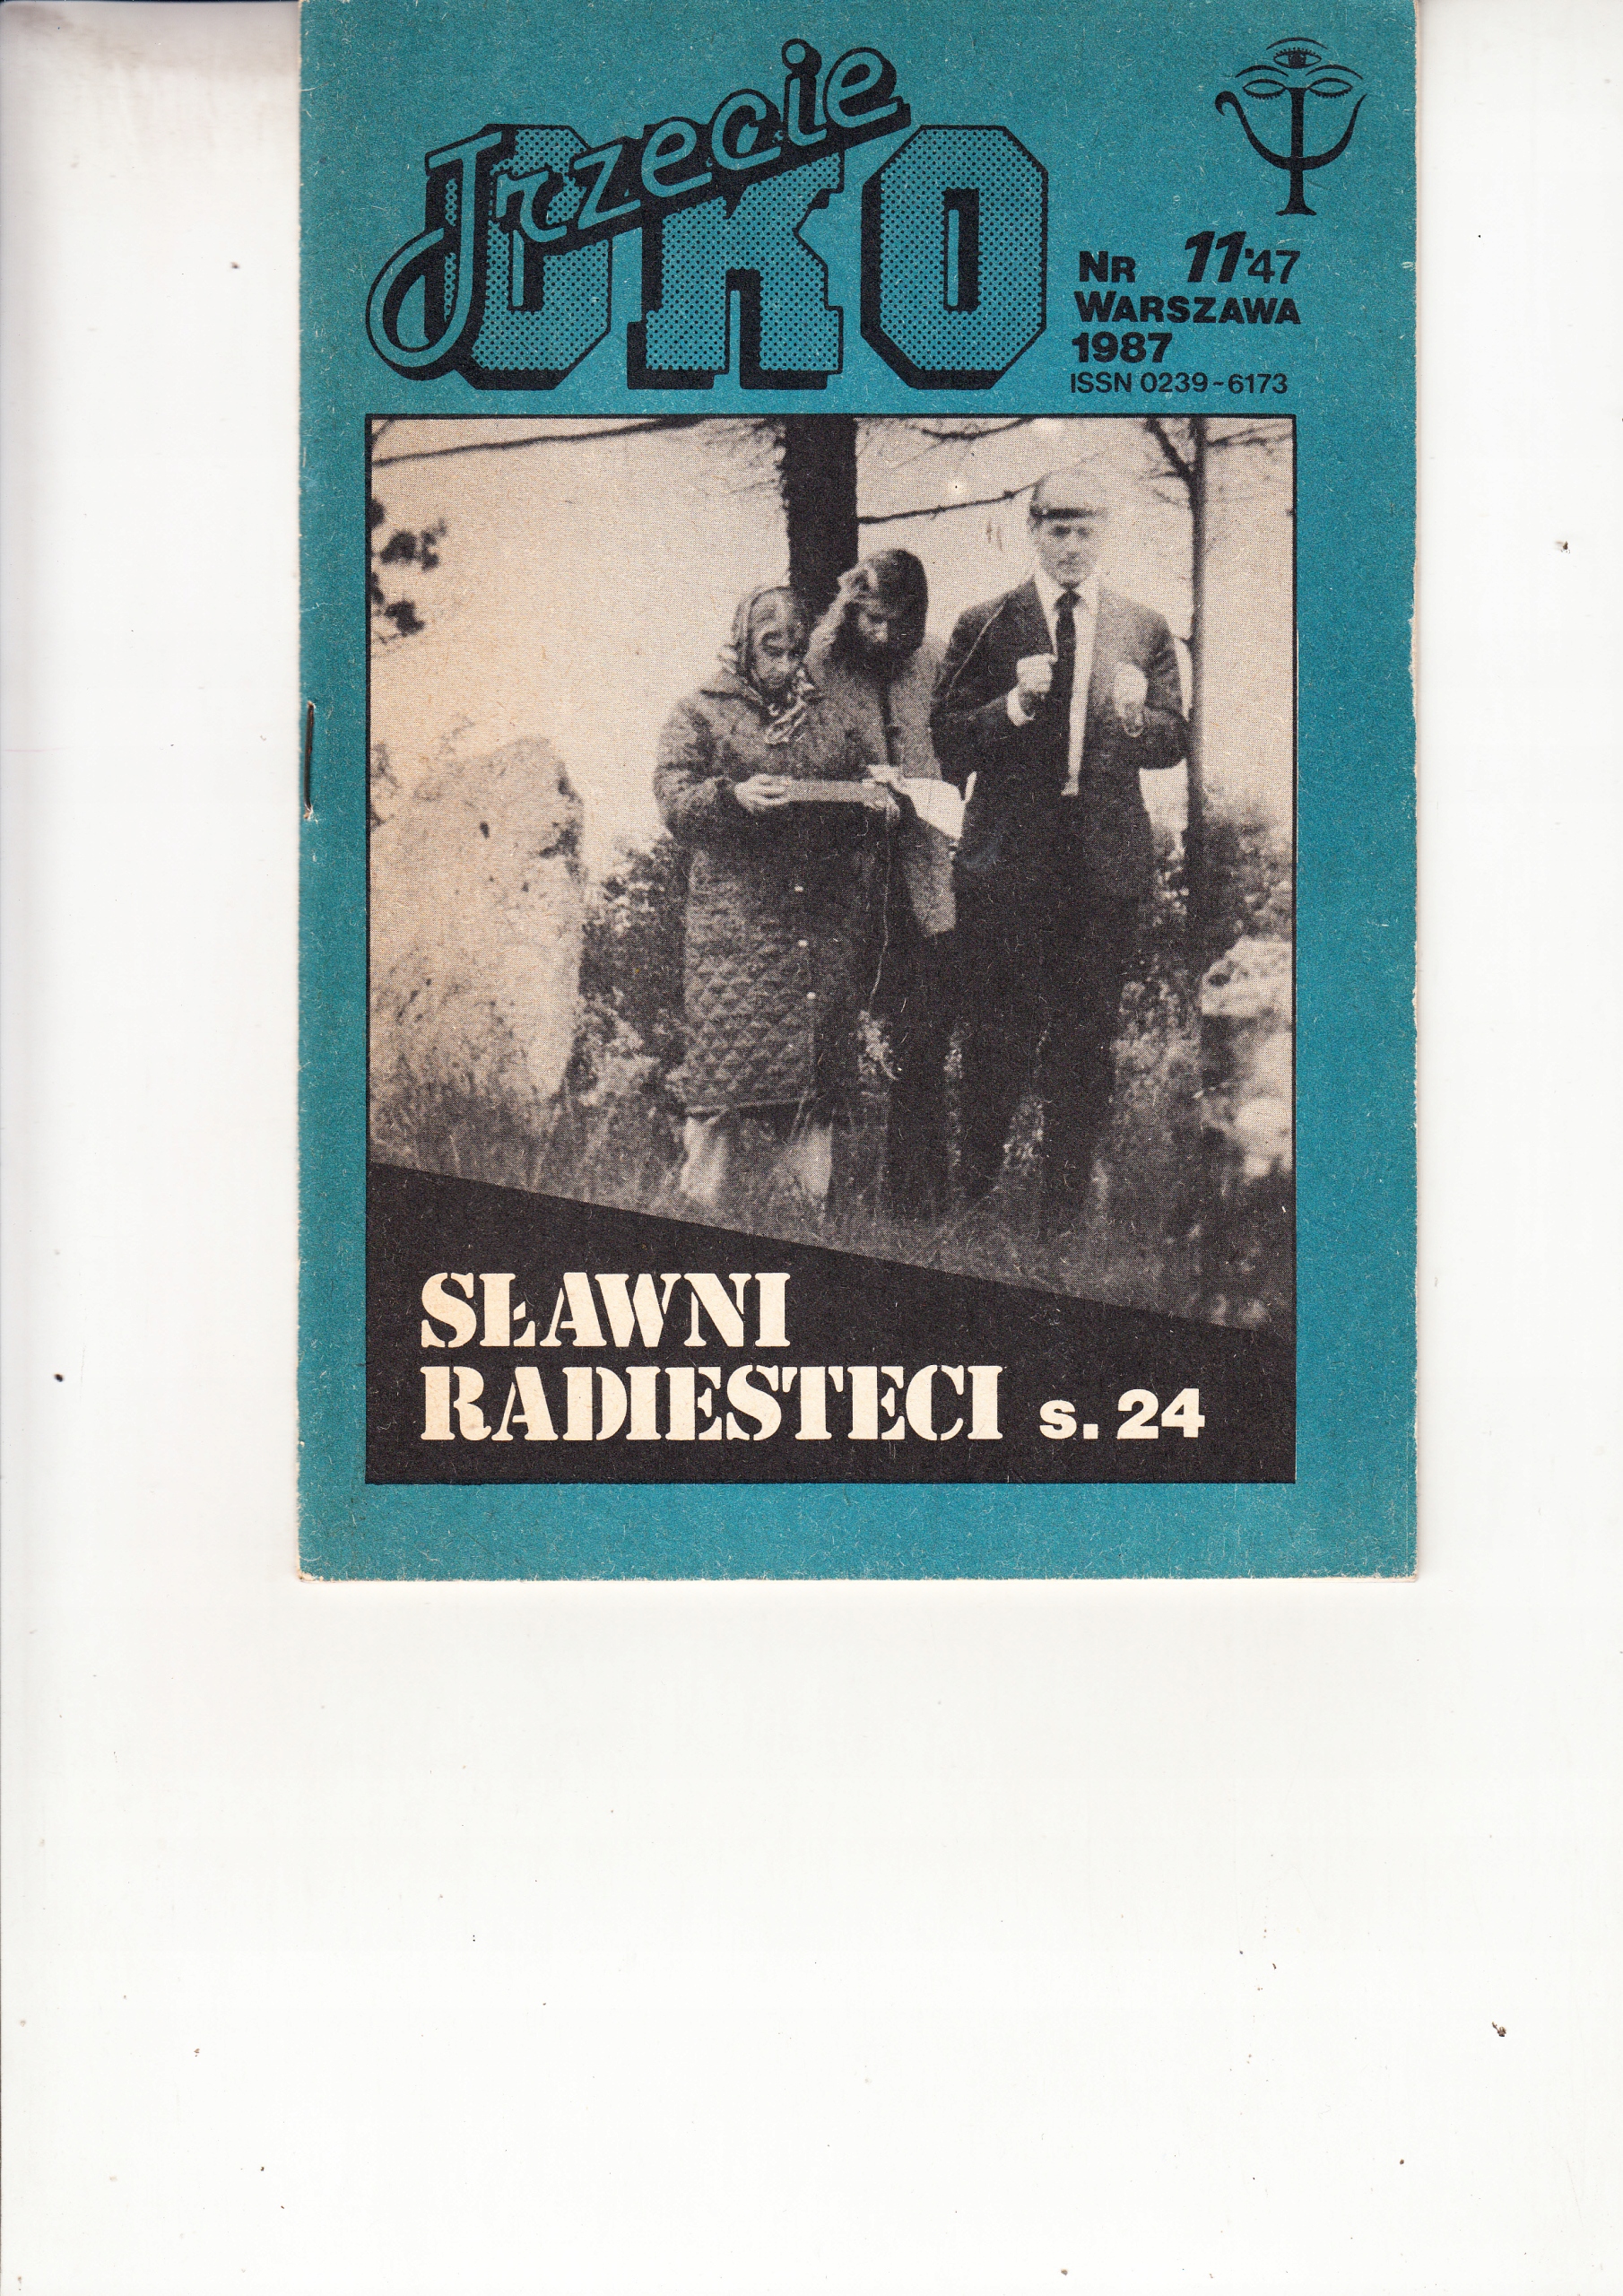 Trzecie
OKO
NR 11'47
WARSZAWA
1987
ISSN 0239-6173
SŁAWNI
RADIESTECI s. 24